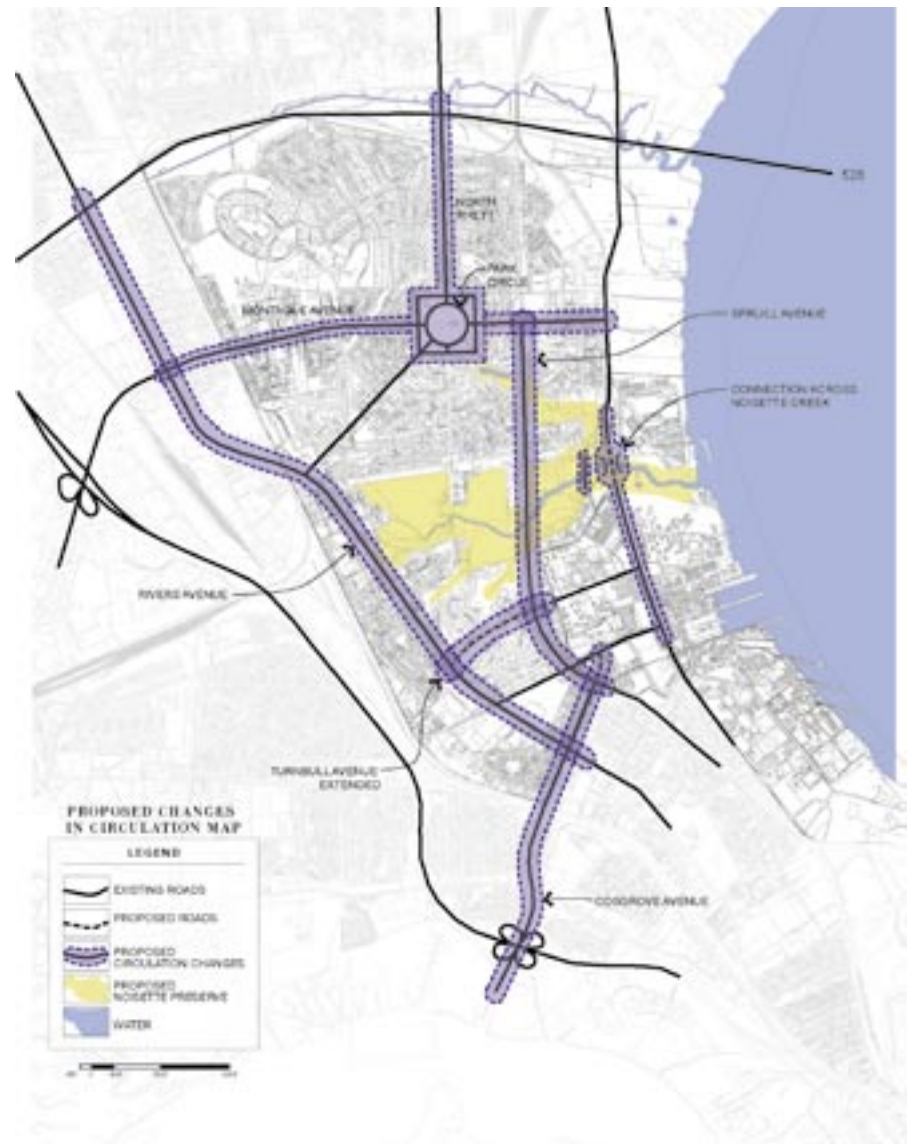 526
NORTH
RHETT
PARK
CIRCLE
MONTAGUE AVENUE
SPRUILL AVENUE
CONNECTION ACROSS
NOISETTE CREEK
RIVERS AVENUE
TURNBULL AVENUE
EXTENDED
COSGROVE AVENUE
PROPOSED CHANGES
IN CIRCULATION MAP
LEGEND
EXISTING ROADS
PROPOSED ROADS
PROPOSED
CIRCULATION CHANGES
PROPOSED
NOISETTE PRESERVE
WATER